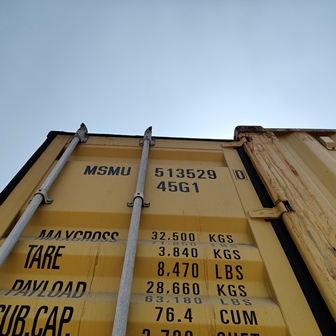 MSMU 513529 0
45G1
MAXGROSS 32.500 KGS
TARE 3.840 KGS
8,470 LBS
PAYLOAD 28,660 KGS
63.180 LBS
CUB.CAP. 76.4 CUM